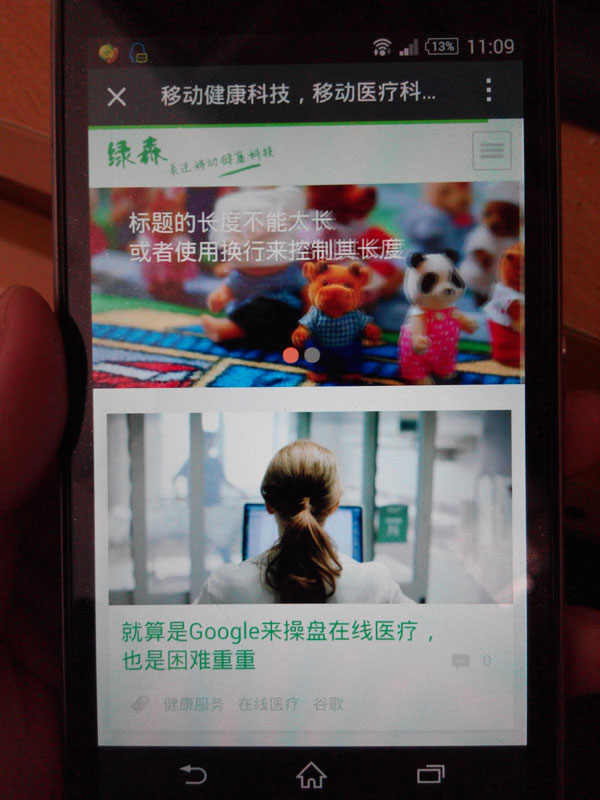 13% 11:09
移动健康科技，移动医疗科...
绿森
关注移动健康科技
标题的长度不能太长
或者使用换行来控制其长度
就算是Google来操盘在线医疗，
也是困难重重
0
健康服务 在线医疗 谷歌